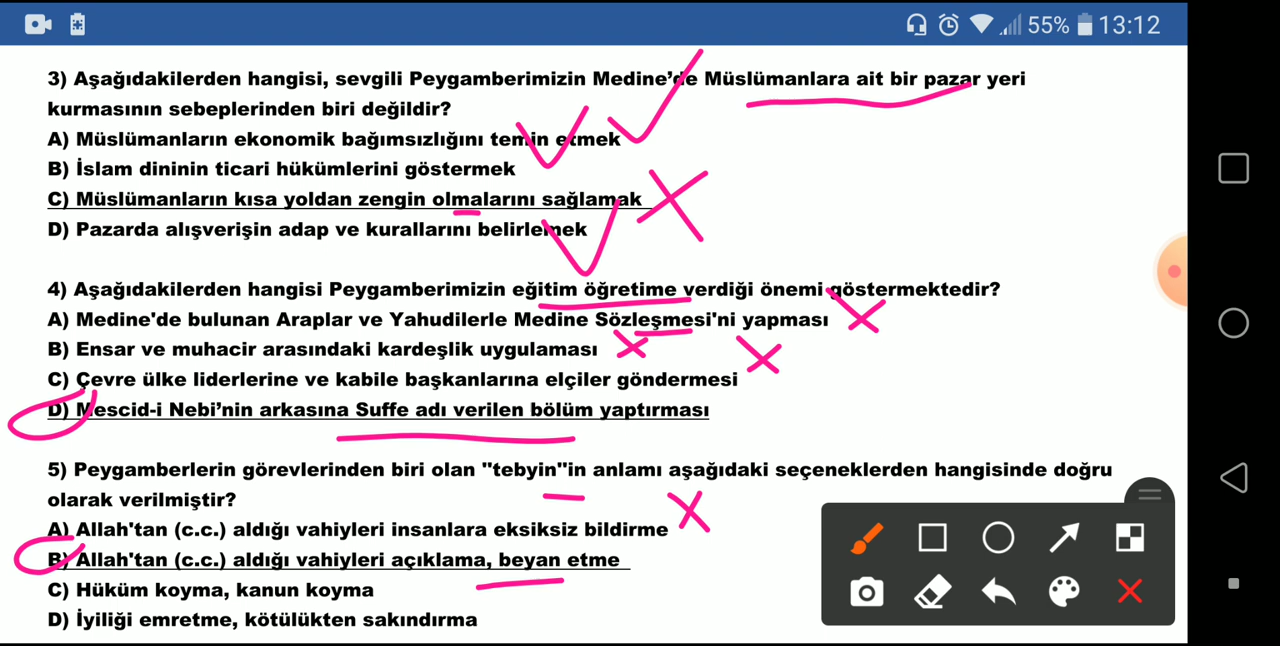 55% 13:12
3) Aşağıdakilerden hangisi, sevgili Peygamberimizin Medine’de Müslümanlara ait bir pazar yeri
kurmasının sebeplerinden biri değildir?
A) Müslümanların ekonomik bağımsızlığını temin etmek
B) İslam dininin ticari hükümlerini göstermek
C) Müslümanların kısa yoldan zengin olmalarını sağlamak
D) Pazarda alışverişin adap ve kurallarını belirlemek
4) Aşağıdakilerden hangisi Peygamberimizin eğitim öğretime verdiği önemi göstermektedir?
A) Medine'de bulunan Araplar ve Yahudilerle Medine Sözleşmesi'ni yapması
B) Ensar ve muhacir arasındaki kardeşlik uygulaması
C) Çevre ülke liderlerine ve kabile başkanlarına elçiler göndermesi
D) Mescid-i Nebi’nin arkasına Suffe adı verilen bölüm yaptırması
5) Peygamberlerin görevlerinden biri olan "tebyin"in anlamı aşağıdaki seçeneklerden hangisinde doğru
olarak verilmiştir?
A) Allah'tan (c.c.) aldığı vahiyleri insanlara eksiksiz bildirme
B) Allah'tan (c.c.) aldığı vahiyleri açıklama, beyan etme
C) Hüküm koyma, kanun koyma
D) İyiliği emretme, kötülükten sakındırma